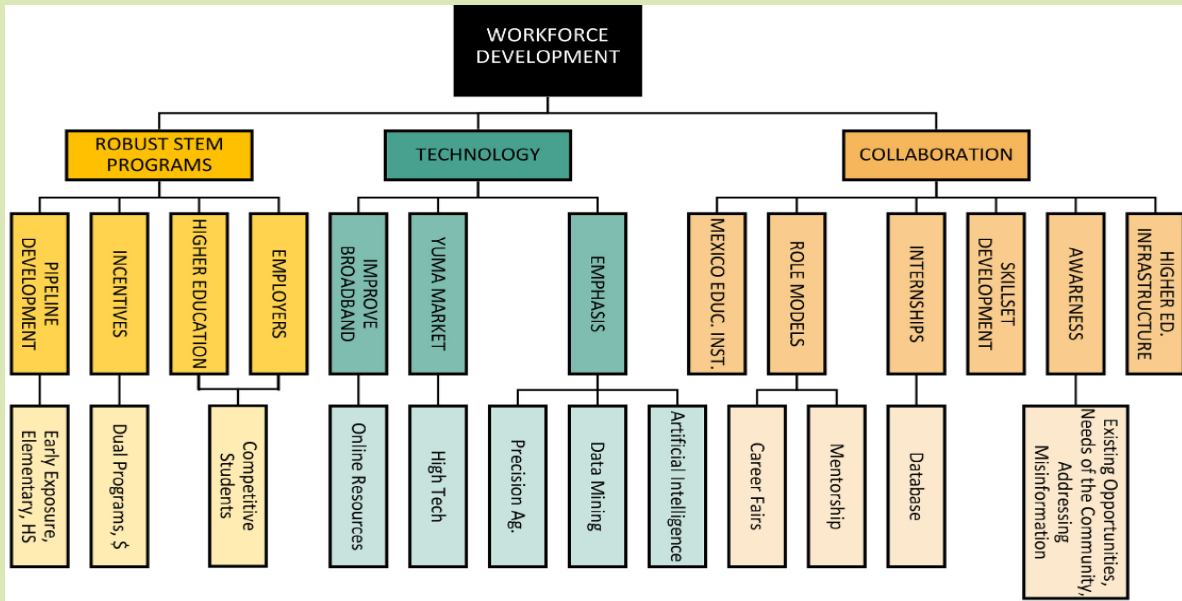 WORKFORCE
DEVELOPMENT
ROBUST STEM
PROGRAMS
TECHNOLOGY
COLLABORATION
PIPELINE
DEVELOPMENT
INCENTIVES
HIGHER EDUCATION
EMPLOYERS
IMPROVE
BROADBAND
YUMA MARKET
EMPHASIS
MEXICO EDUC. INST.
ROLE MODELS
INTERNSHIPS
SKILLSET
DEVELOPMENT
AWARENESS
HIGHER ED.
INFRASTRUCTURE
Early Exposure,
Elementary, HS
Dual Programs, $
Competitive
Students
Online Resources
High Tech
Precision Ag.
Data Mining
Artificial Intelligence
Career Fairs
Mentorship
Database
Existing Opportunities,
Needs of the Community,
Addressing
Misinformation